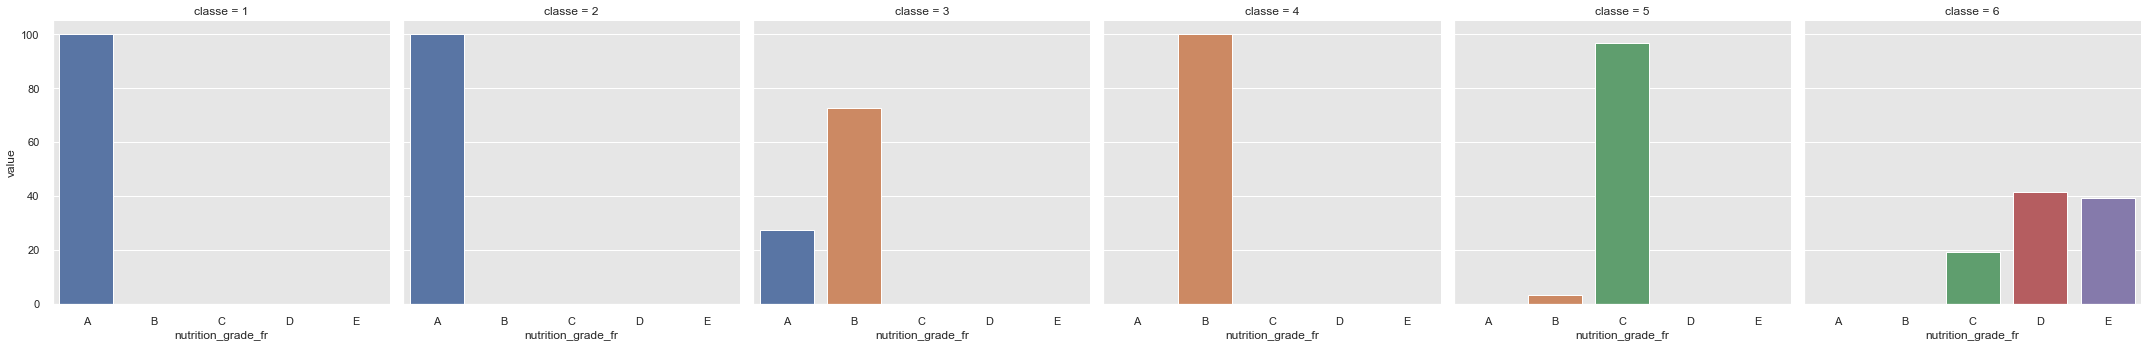 classe = 1
classe = 2
classe = 3
classe = 4
classe = 5
classe = 6
value
100
80
60
40
20
0
A B C D E
A B C D E
A B C D E
A B C D E
A B C D E
A B C D E
nutrition_grade_fr
nutrition_grade_fr
nutrition_grade_fr
nutrition_grade_fr
nutrition_grade_fr
nutrition_grade_fr